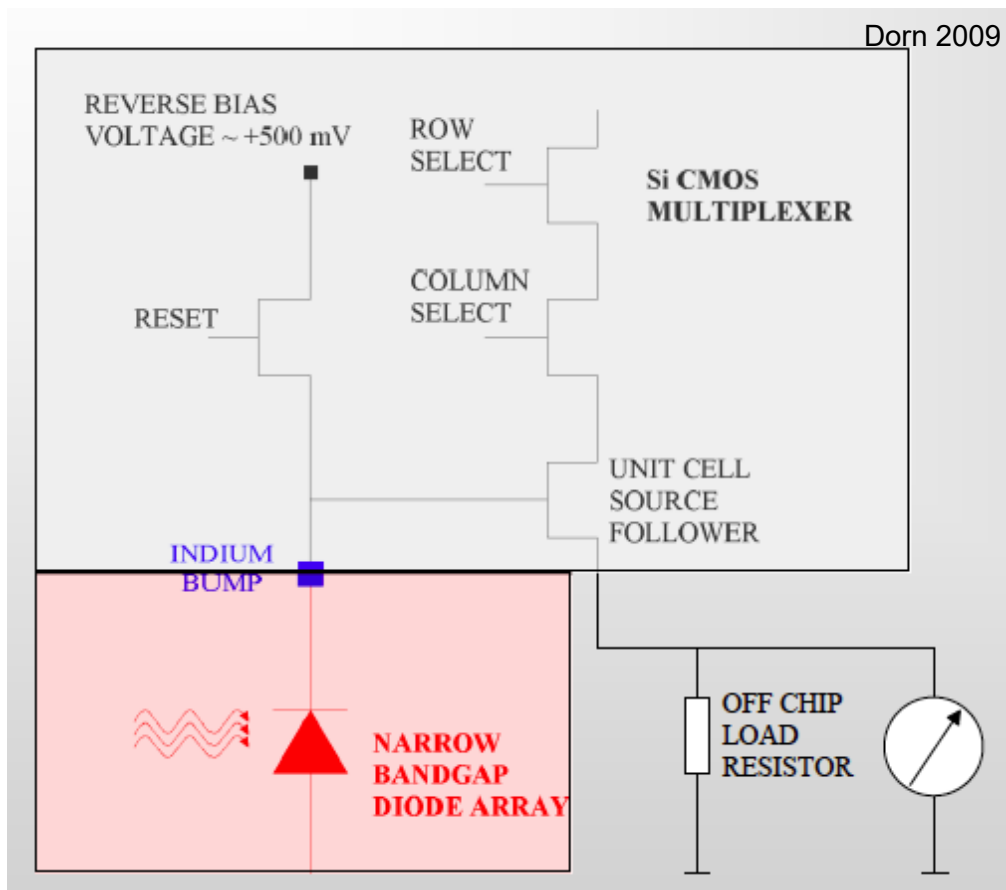 Dorn 2009
REVERSE BIAS
VOLTAGE ~ +500 mV
ROW
SELECT
Si CMOS
MULTIPLEXER
COLUMN
SELECT
RESET
UNIT CELL
SOURCE
FOLLOWER
INDIUM
BUMP
NARROW
BANDGAP
DIODE ARRAY
OFF CHIP
LOAD
RESISTOR